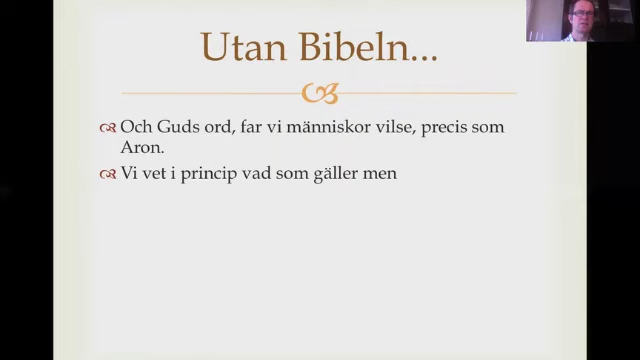 Utan Bibeln...
Och Guds ord, far vi människor vilse, precis som
Aron.
Vi vet i princip vad som gäller men